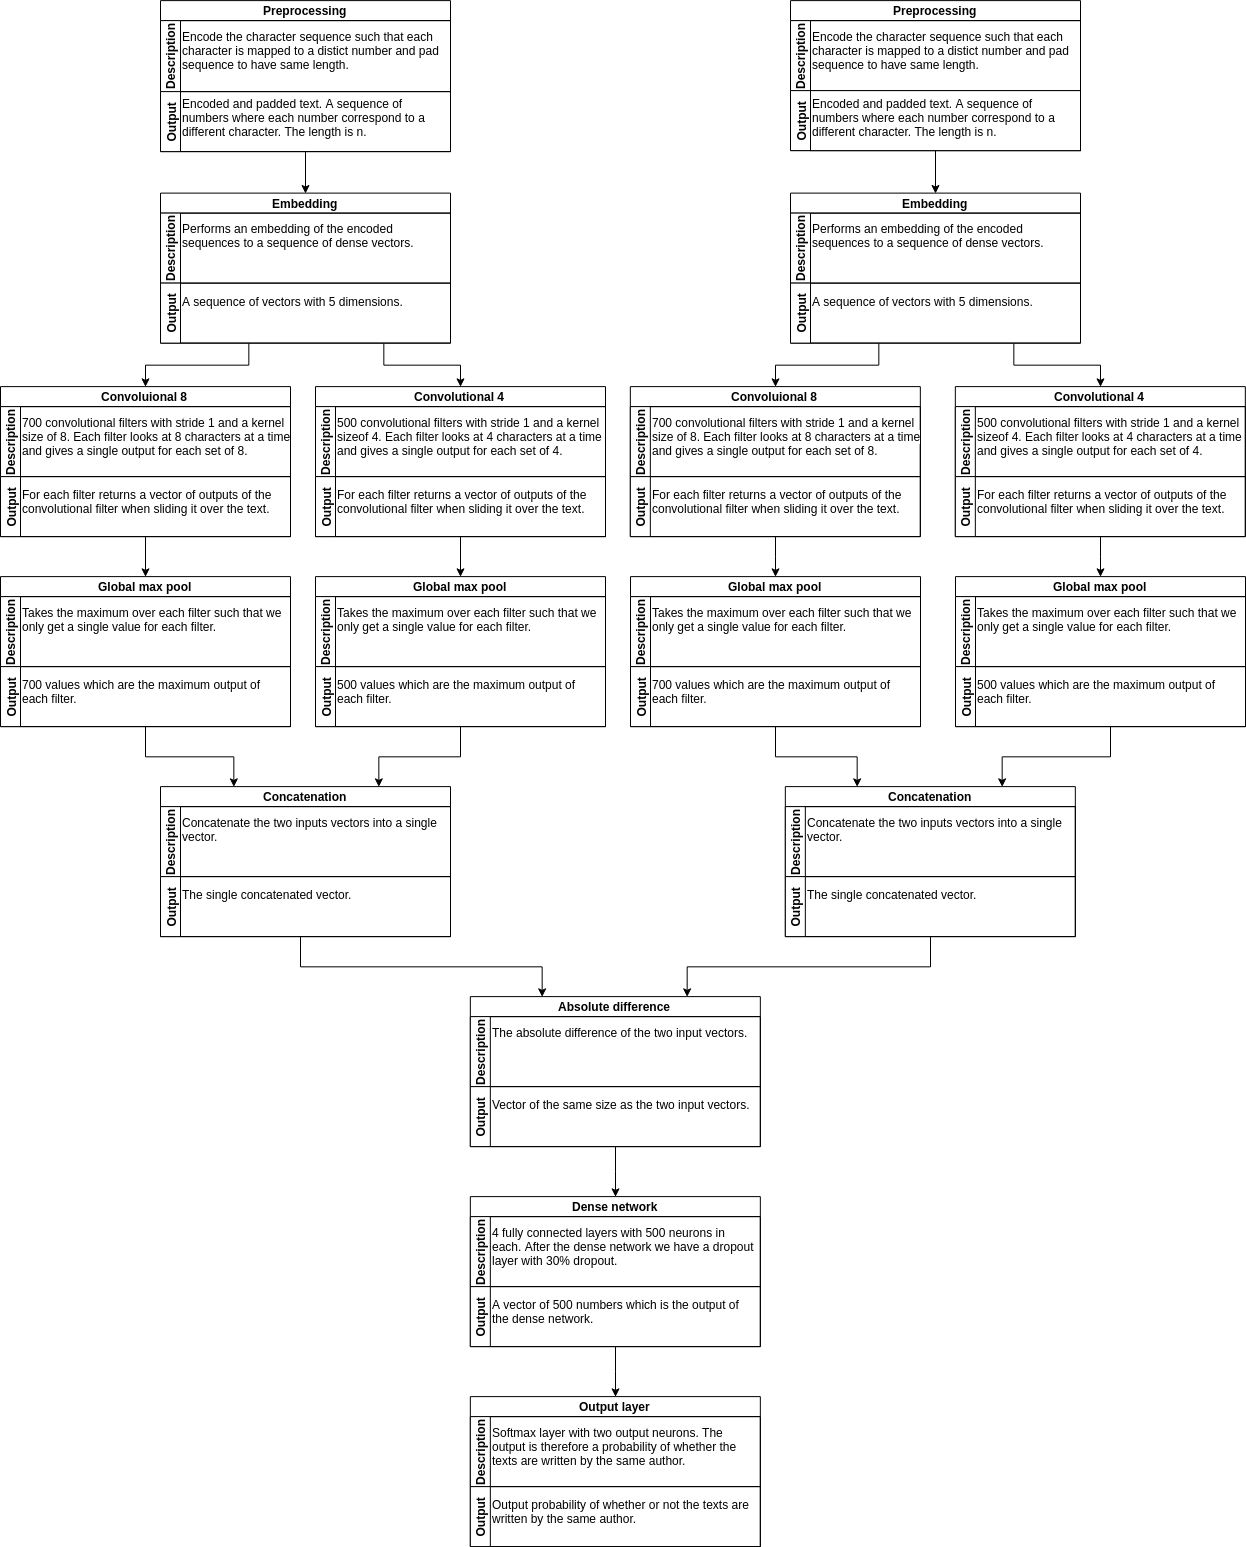 Preprocessing
Description
Encode the character sequence such that each
character is mapped to a distict number and pad
sequence to have same length.
Output
Encoded and padded text. A sequence of
numbers where each number correspond to a
different character. The length is n.
Preprocessing
Description
Encode the character sequence such that each
character is mapped to a distict number and pad
sequence to have same length.
Output
Encoded and padded text. A sequence of
numbers where each number correspond to a
different character. The length is n.
Embedding
Description
Performs an embedding of the encoded
sequences to a sequence of dense vectors.
Output
A sequence of vectors with 5 dimensions.
Embedding
Description
Performs an embedding of the encoded
sequences to a sequence of dense vectors.
Output
A sequence of vectors with 5 dimensions.
Convoluional 8
Description
700 convolutional filters with stride 1 and a kernel
size of 8. Each filter looks at 8 characters at a time
and gives a single output for each set of 8.
Output
For each filter returns a vector of outputs of the
convolutional filter when sliding it over the text.
Convolutional 4
Description
500 convolutional filters with stride 1 and a kernel
sizeof 4. Each filter looks at 4 characters at a time
and gives a single output for each set of 4.
Output
For each filter returns a vector of outputs of the
convolutional filter when sliding it over the text.
Convoluional 8
Description
700 convolutional filters with stride 1 and a kernel
size of 8. Each filter looks at 8 characters at a time
and gives a single output for each set of 8.
Output
For each filter returns a vector of outputs of the
convolutional filter when sliding it over the text.
Convolutional 4
Description
500 convolutional filters with stride 1 and a kernel
sizeof 4. Each filter looks at 4 characters at a time
and gives a single output for each set of 4.
Output
For each filter returns a vector of outputs of the
convolutional filter when sliding it over the text.
Global max pool
Description
Takes the maximum over each filter such that we
only get a single value for each filter.
Output
700 values which are the maximum output of
each filter.
Global max pool
Description
Takes the maximum over each filter such that we
only get a single value for each filter.
Output
500 values which are the maximum output of
each filter.
Global max pool
Description
Takes the maximum over each filter such that we
only get a single value for each filter.
Output
700 values which are the maximum output of
each filter.
Global max pool
Description
Takes the maximum over each filter such that we
only get a single value for each filter.
Output
500 values which are the maximum output of
each filter.
Concatenation
Description
Concatenate the two inputs vectors into a single
vector.
Output
The single concatenated vector.
Concatenation
Description
Concatenate the two inputs vectors into a single
vector.
Output
The single concatenated vector.
Absolute difference
Description
The absolute difference of the two input vectors.
Output
Vector of the same size as the two input vectors.
Dense network
Description
4 fully connected layers with 500 neurons in
each. After the dense network we have a dropout
layer with 30% dropout.
Output
A vector of 500 numbers which is the output of
the dense network.
Output layer
Description
Softmax layer with two output neurons. The
output is therefore a probability of whether the
texts are written by the same author.
Output
Output probability of whether or not the texts are
written by the same author.